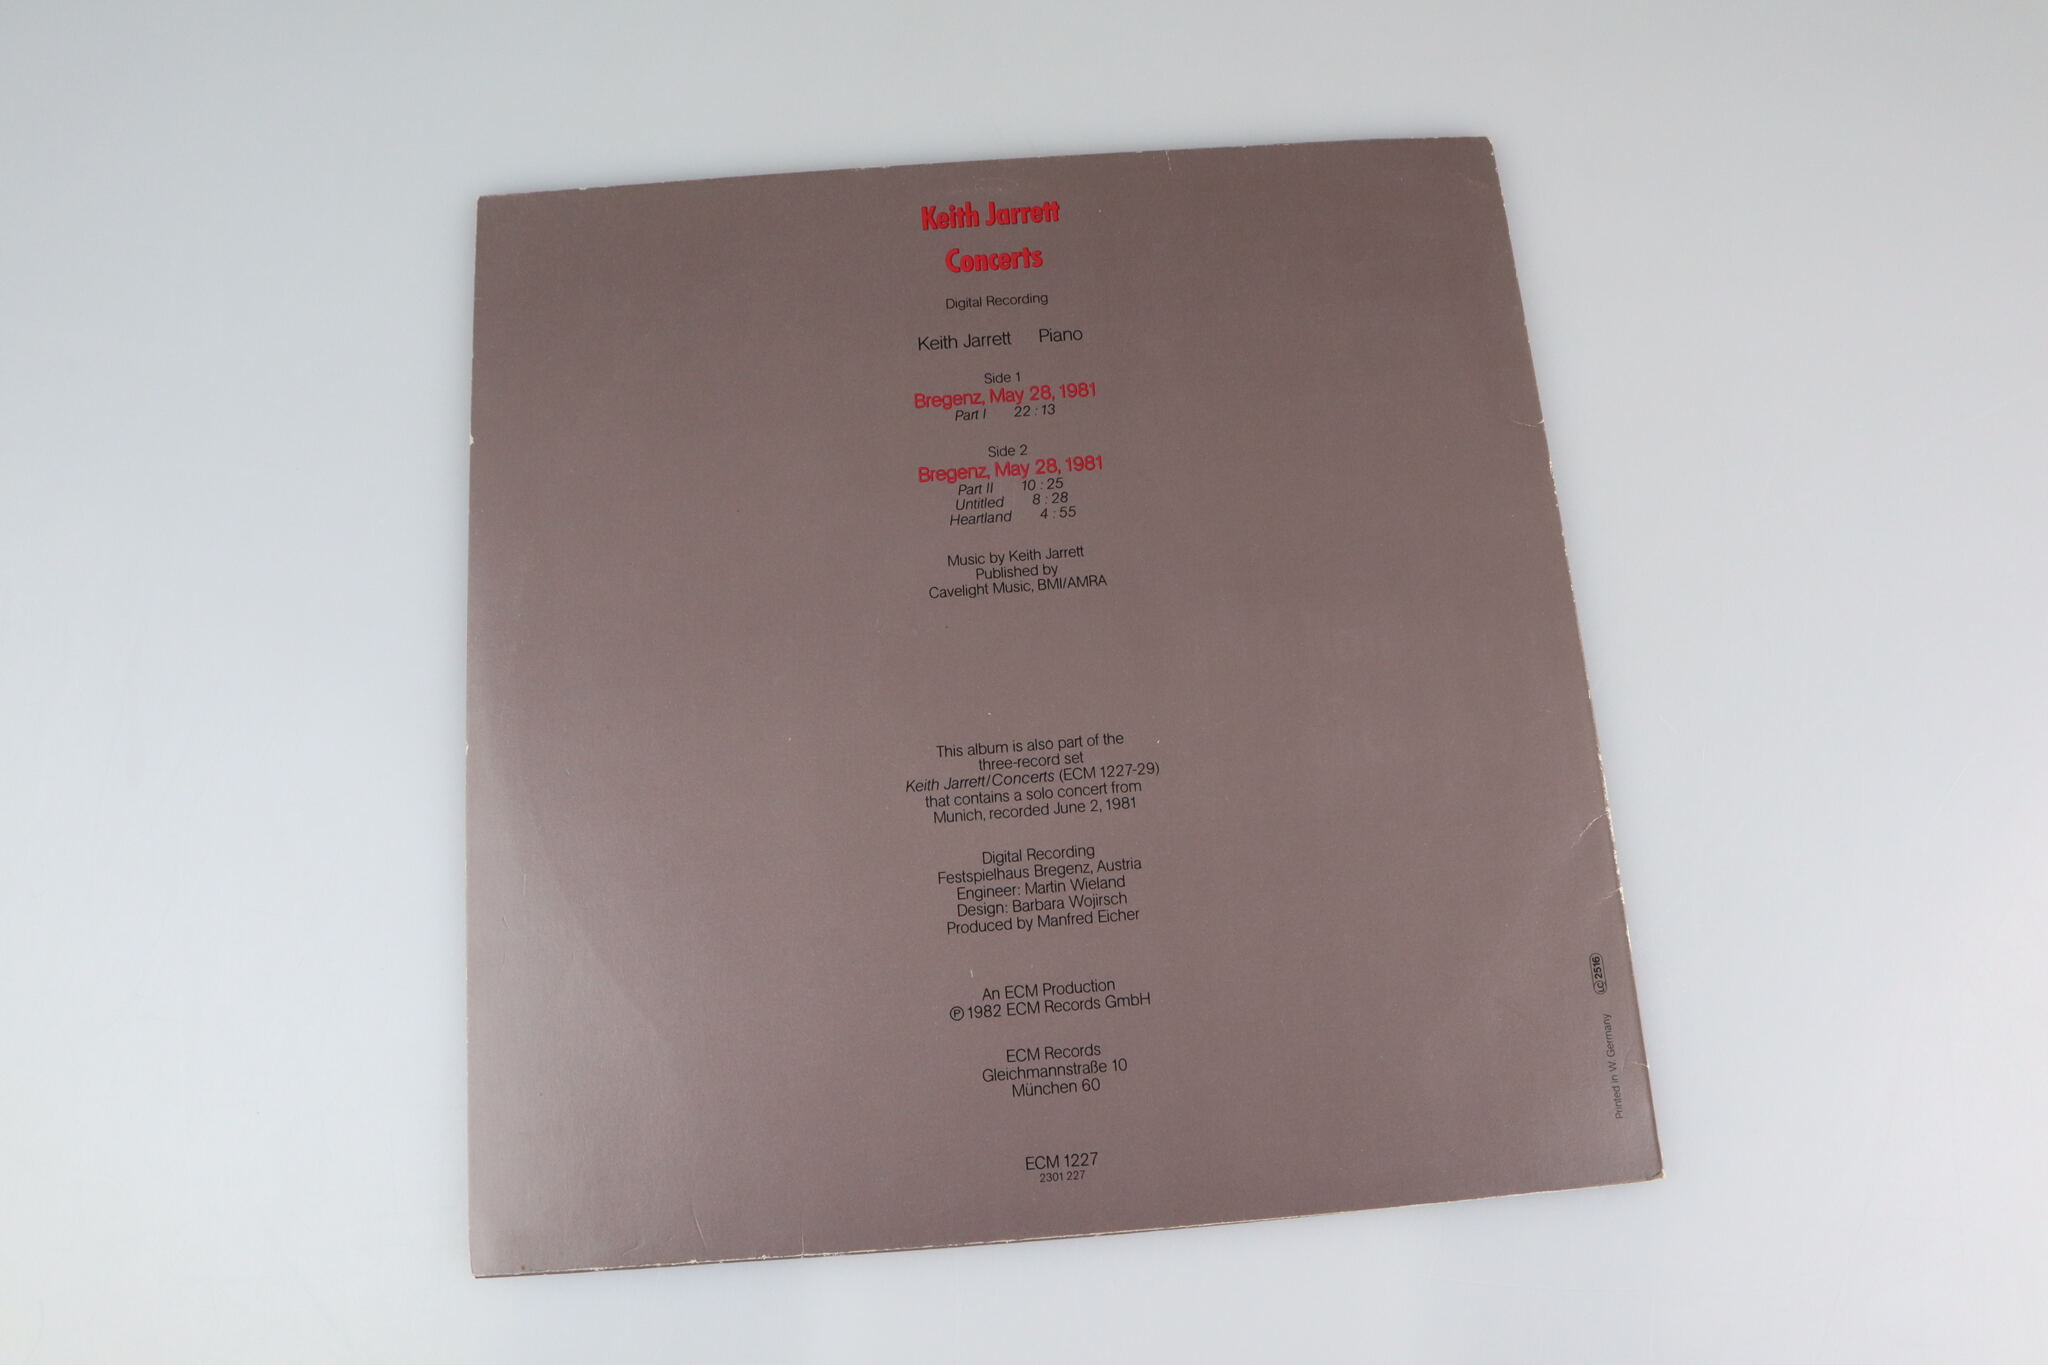 Keith Jarrett
Concerts
Digital Recording
Keith Jarrett Piano
Side 1
Bregenz, May 28, 1981
Part I 22:13
Side 2
Bregenz, May 28, 1981
Part II 10:25
Untitled 8:28
Heartland 4:55
Music by Keith Jarrett
Published by
Cavelight Music, BMI/AMRA
This album is also part of the
three-record set
Keith Jarrett/Concerts (ECM 1227-29)
that contains a solo concert from
Munich, recorded June 2, 1981
Digital Recording
Festspielhaus Bregenz, Austria
Engineer: Martin Wieland
Design: Barbara Wojirsch
Produced by Manfred Eicher
An ECM Production
℗ 1982 ECM Records GmbH
ECM Records
Gleichmannstraße 10
München 60
ECM 1227
2301 227
Printed in W. Germany
LC 2516